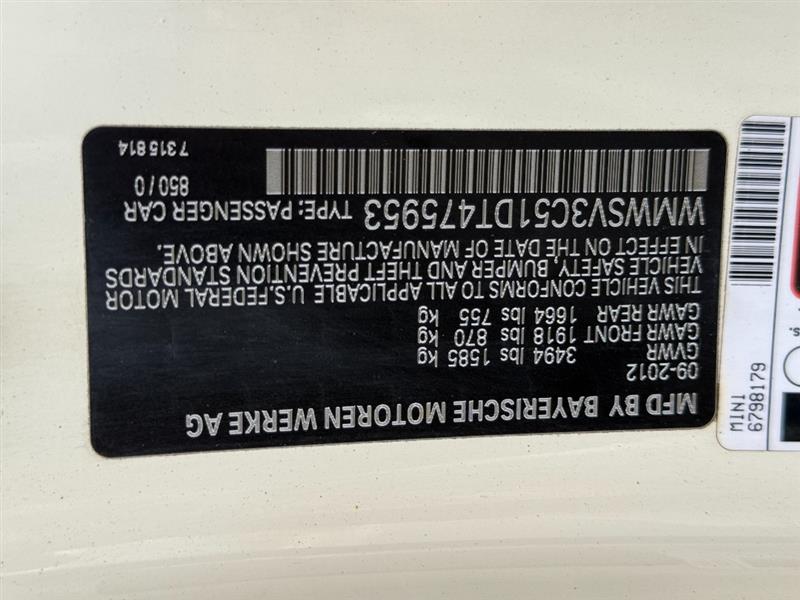 MFD BY BAYERISCHE MOTOREN WERKE AG
09-2012
GVWR 3494 lbs 1585 kg
GAWR FRONT 1918 lbs 870 kg
GAWR REAR 1664 lbs 755 kg
THIS VEHICLE CONFORMS TO ALL APPLICABLE U.S.FEDERAL MOTOR
VEHICLE SAFETY, BUMPER AND THEFT PREVENTION STANDARDS
IN EFFECT ON THE DATE OF MANUFACTURE SHOWN ABOVE.
WMWSV3C51DT475953 TYPE: PASSENGER CAR
850 / 0
7315814
MINI
6798179